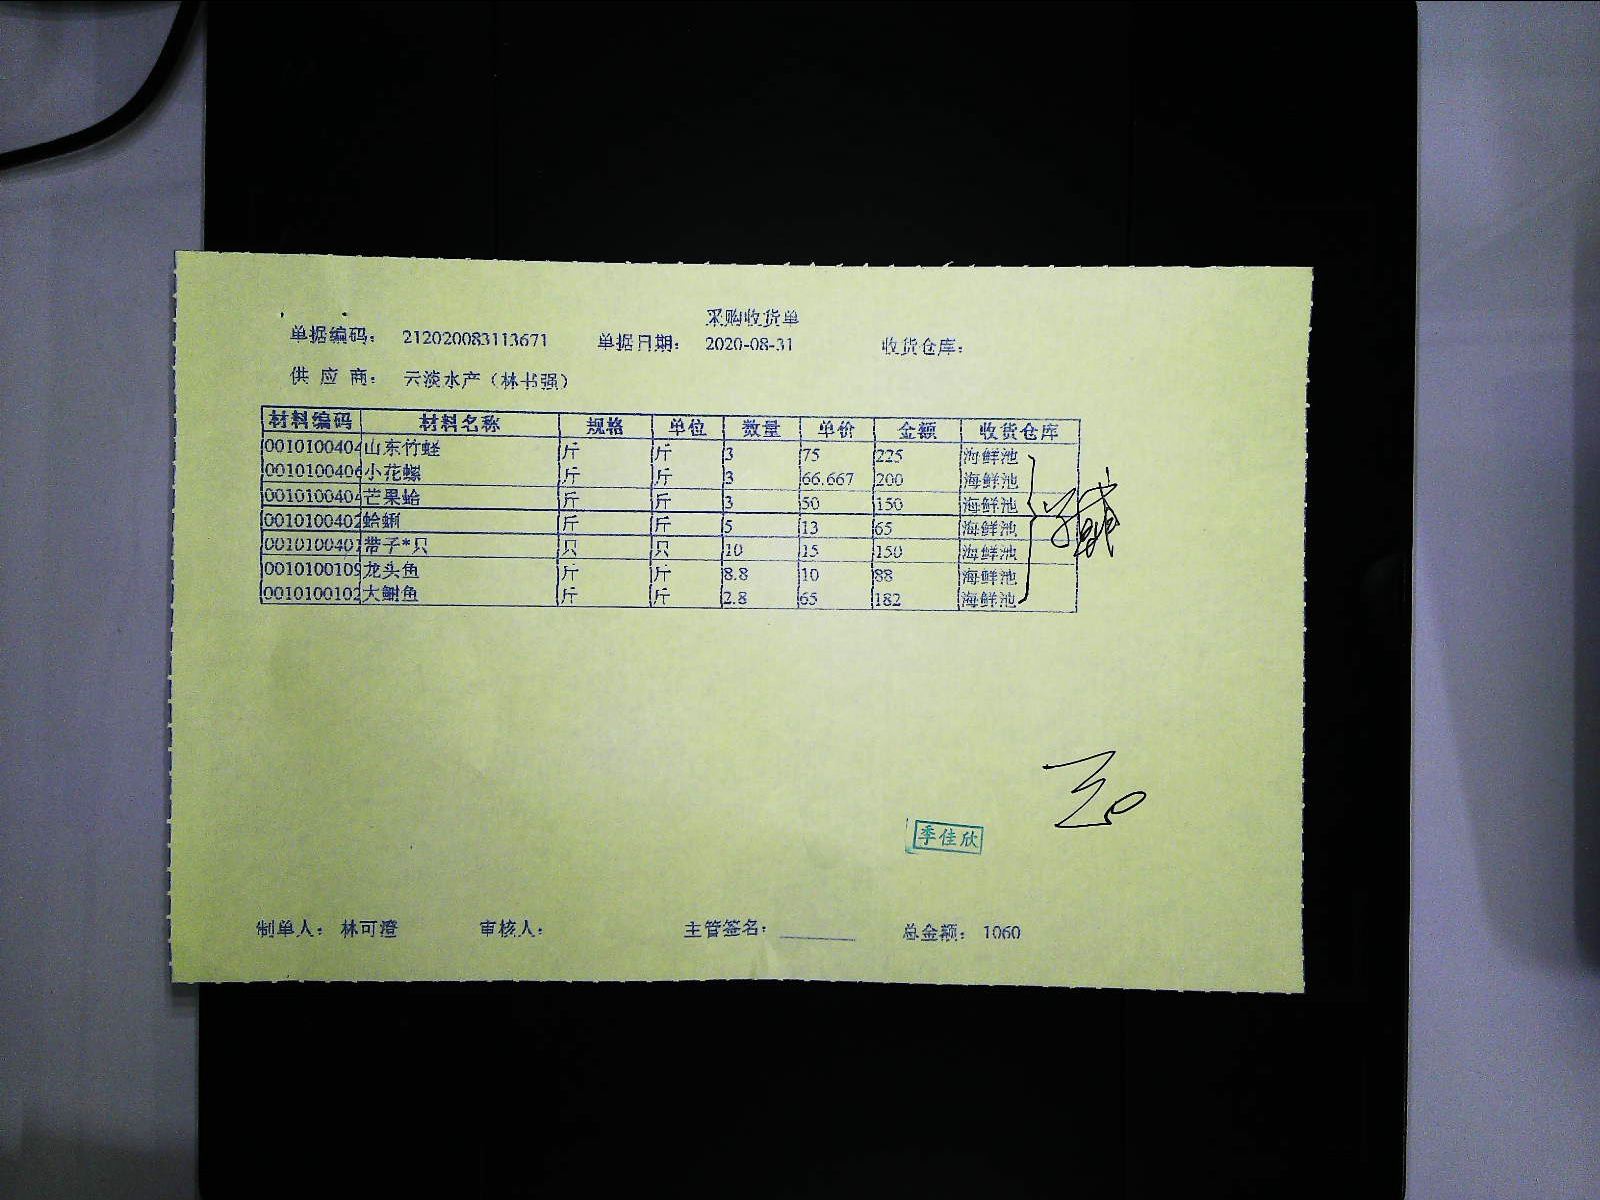 采购收货单
单据编码： 212020083113671 单据日期： 2020-08-31 收货仓库：
供 应 商： 云淡水产（林书强）
材料编码 材料名称 规格 单位 数量 单价 金额 收货仓库
0010100404 山东竹蛏 斤 斤 3 75 225 海鲜池
0010100406 小花螺 斤 斤 3 66.667 200 海鲜池
0010100404 芒果蛤 斤 斤 3 50 150 海鲜池
0010100402 蛤蜊 斤 斤 5 13 65 海鲜池
0010100401 带子*只 只 只 10 15 150 海鲜池
0010100109 龙头鱼 斤 斤 8.8 10 88 海鲜池
0010100102 大鮒鱼 斤 斤 2.8 65 182 海鲜池
季佳欣
制单人： 林可澄 审核人： 主管签名： 总金额： 1060